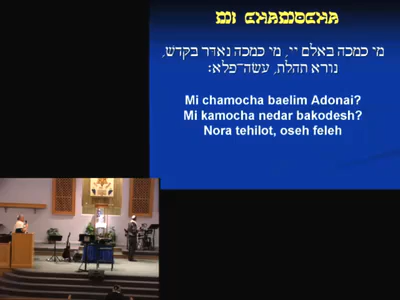 MI CHAMOCHA
מי כמכה באלם יי, מי כמכה נאדר בקדש,
נורא תהלת, עשה־פלא:
Mi chamocha baelim Adonai?
Mi kamocha nedar bakodesh?
Nora tehilot, oseh feleh